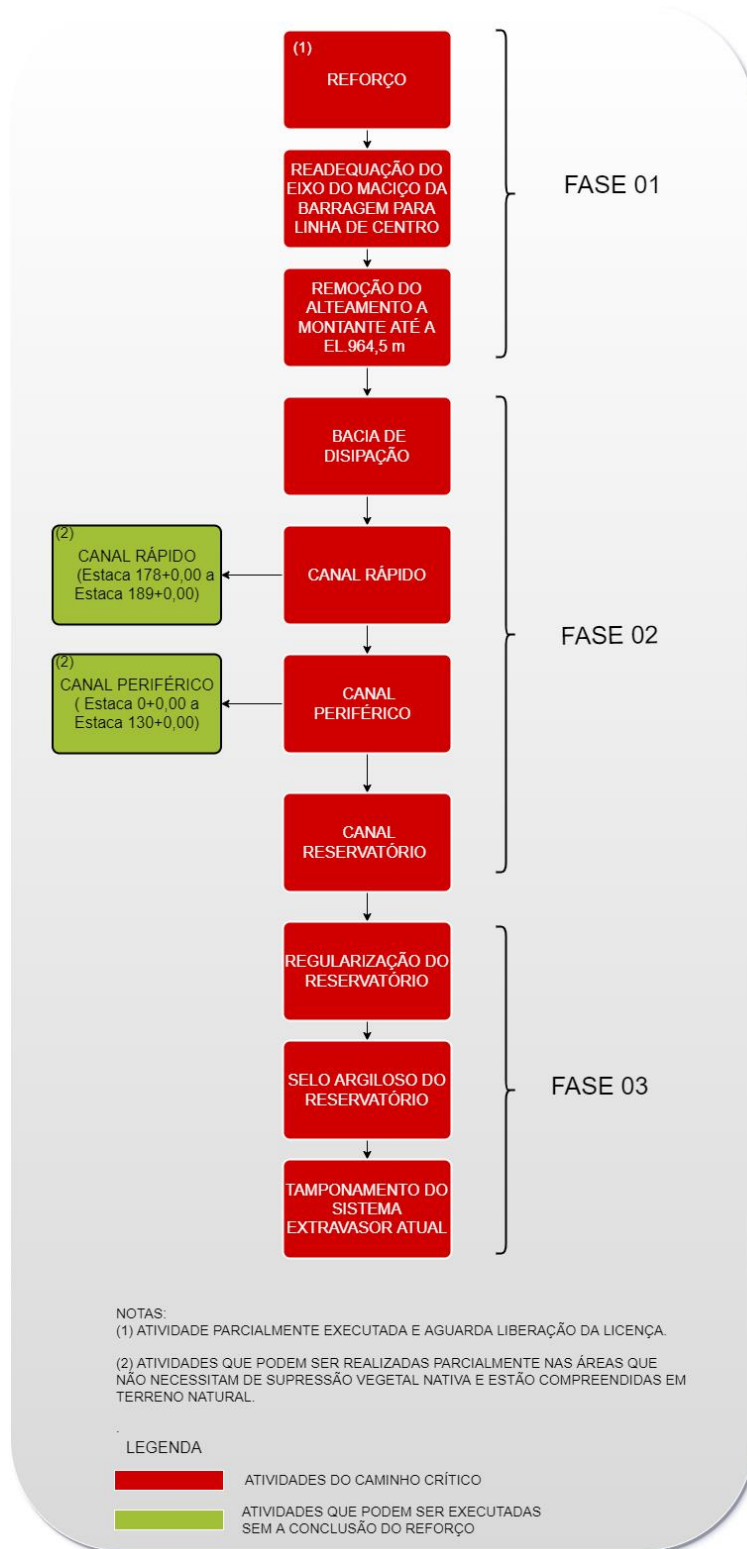 (1)
REFORÇO
READEQUAÇÃO DO
EIXO DO MACIÇO DA
BARRAGEM PARA
LINHA DE CENTRO
REMOÇÃO DO
ALTEAMENTO A
MONTANTE ATÉ A
EL.964,5 m
FASE 01
BACIA DE
DISIPAÇÃO
(2)
CANAL RÁPIDO
(Estaca 178+0,00 a
Estaca 189+0,00)
CANAL RÁPIDO
(2)
CANAL PERIFÉRICO
( Estaca 0+0,00 a
Estaca 130+0,00)
CANAL
PERIFÉRICO
CANAL
RESERVATÓRIO
FASE 02
REGULARIZAÇÃO DO
RESERVATÓRIO
SELO ARGILOSO DO
RESERVATÓRIO
TAMPONAMENTO DO
SISTEMA
EXTRAVASOR ATUAL
FASE 03
NOTAS:
(1) ATIVIDADE PARCIALMENTE EXECUTADA E AGUARDA LIBERAÇÃO DA LICENÇA.
(2) ATIVIDADES QUE PODEM SER REALIZADAS PARCIALMENTE NAS ÁREAS QUE
NÃO NECESSITAM DE SUPRESSÃO VEGETAL NATIVA E ESTÃO COMPREENDIDAS EM
TERRENO NATURAL.
.
LEGENDA
ATIVIDADES DO CAMINHO CRÍTICO
ATIVIDADES QUE PODEM SER EXECUTADAS
SEM A CONCLUSÃO DO REFORÇO